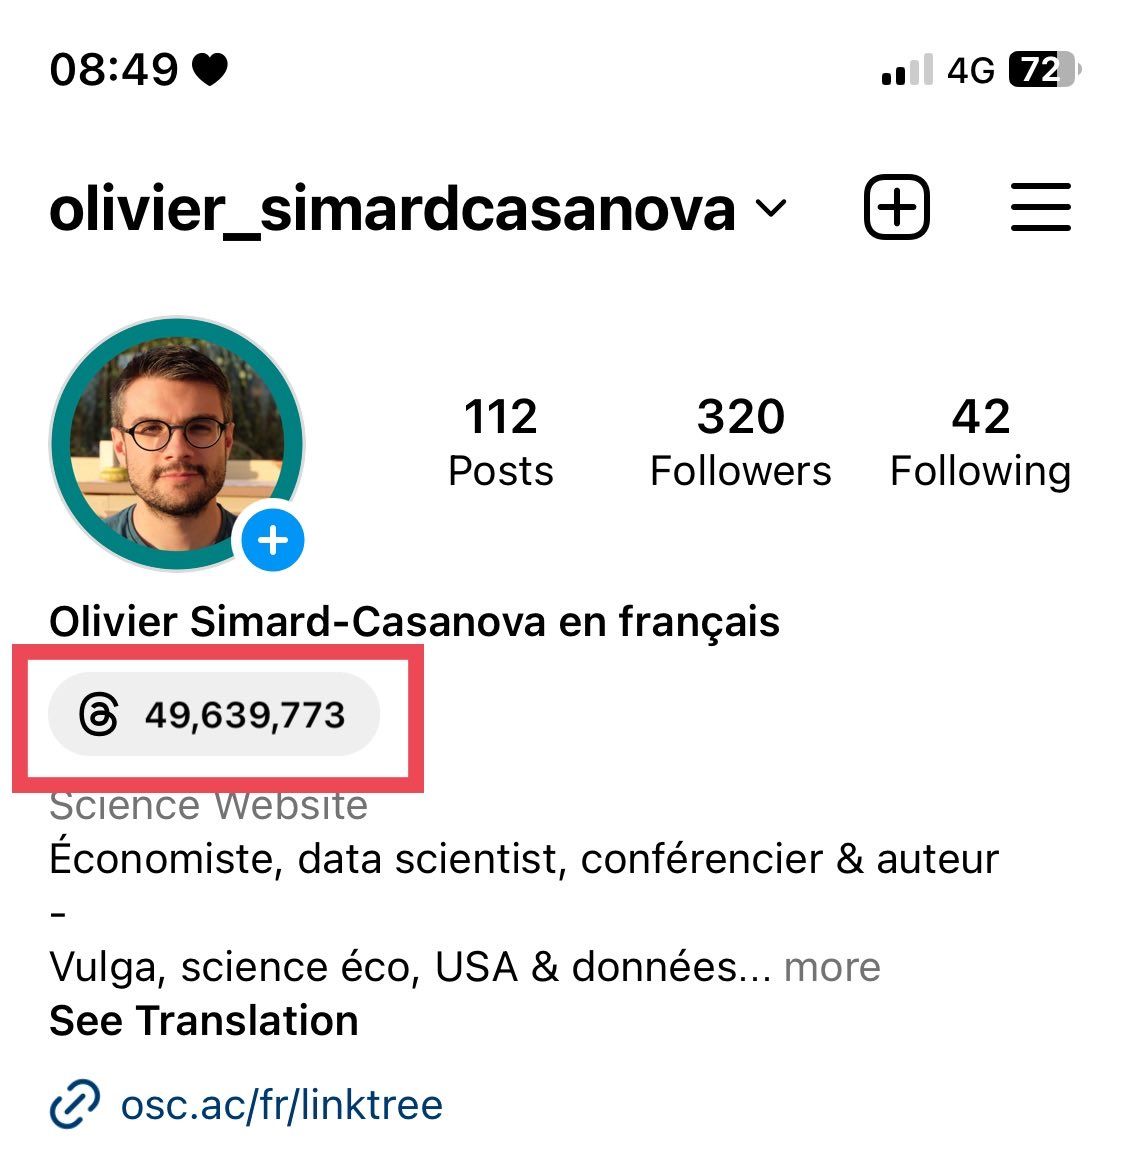 08:49 4G 72
olivier_simardcasanova
112 320 42
Posts Followers Following
Olivier Simard-Casanova en français
49,639,773
Science Website
Économiste, data scientist, conférencier & auteur
-
Vulga, science éco, USA & données... more
See Translation
osc.ac/fr/linktree